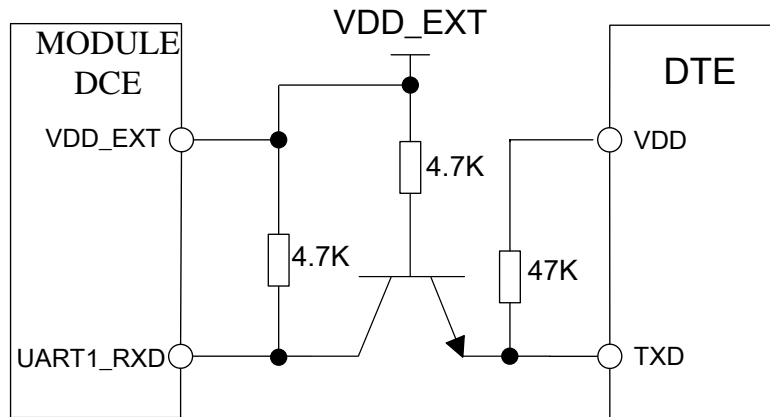 VDD_EXT
MODULE
DCE
DTE
VDD_EXT
VDD
4.7K
4.7K
47K
UART1_RXD
TXD